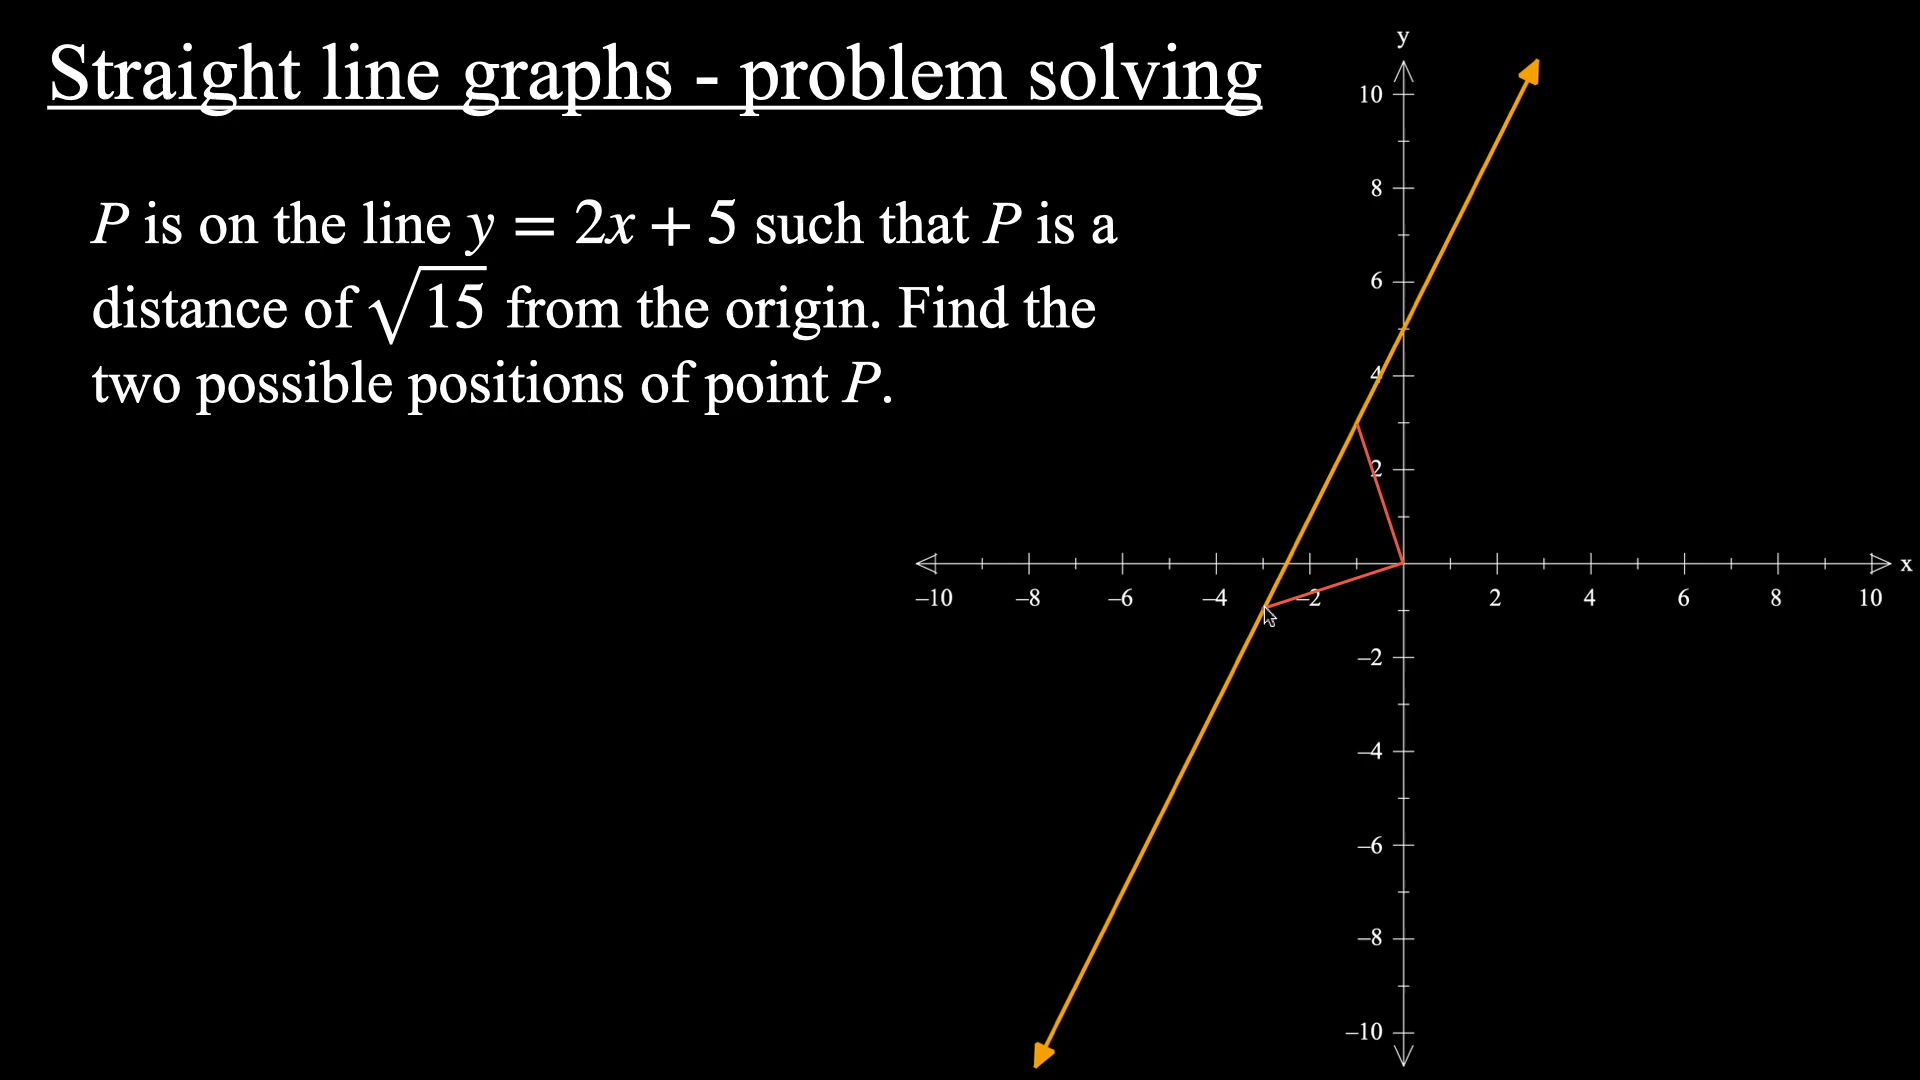 Straight line graphs - problem solving
P is on the line y = 2x + 5 such that P is a
distance of √15 from the origin. Find the
two possible positions of point P.
y
10
8
6
4
2
–10 –8 –6 –4 –2 2 4 6 8 10 x
–2
–4
–6
–8
–10